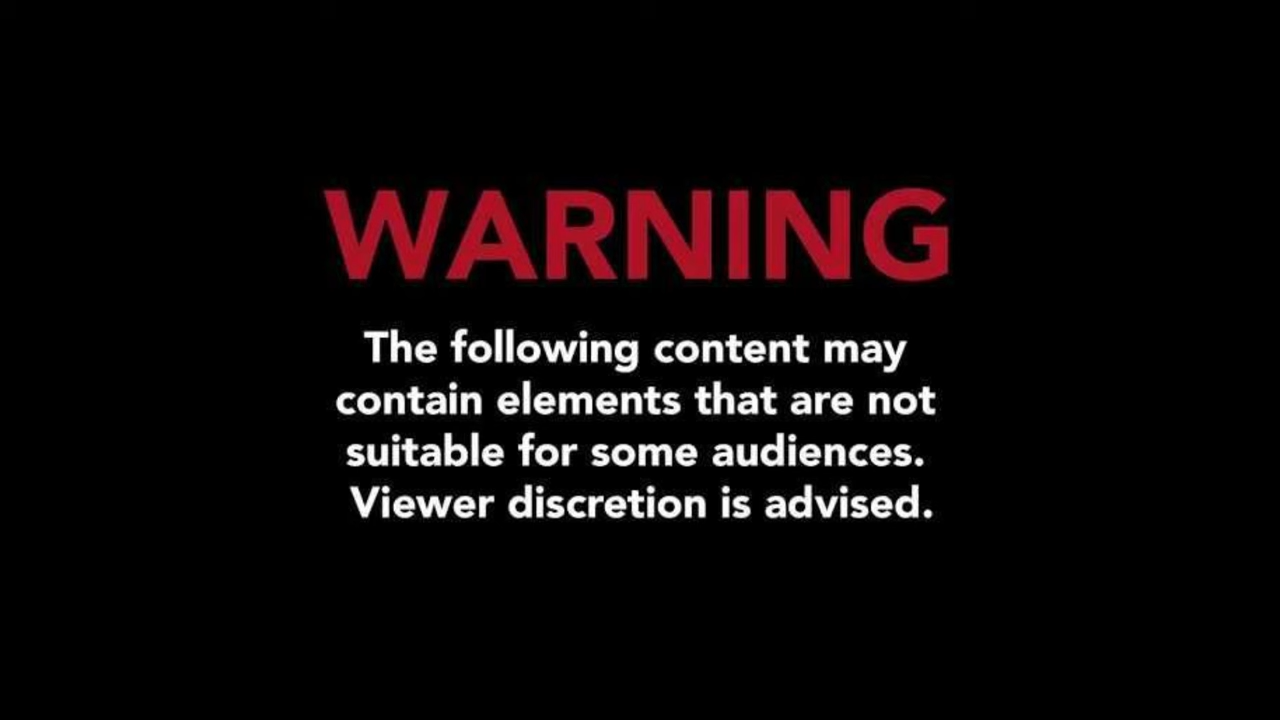 WARNING
The following content may
contain elements that are not
suitable for some audiences.
Viewer discretion is advised.